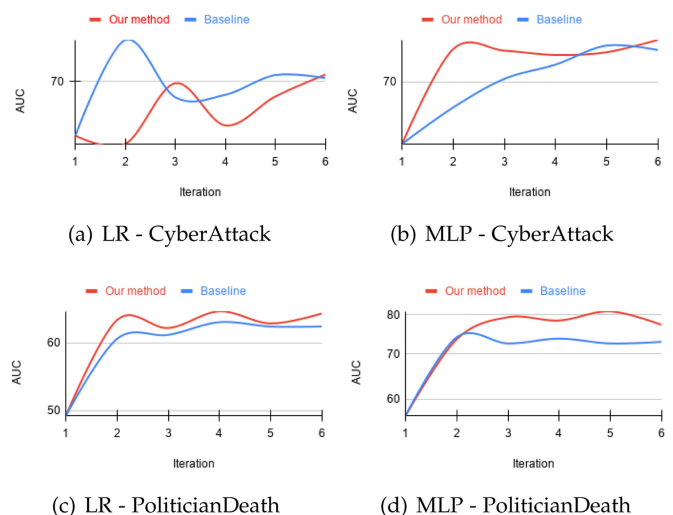 Our method Baseline Our method Baseline
AUC 70 AUC 70
1 2 3 4 5 6 1 2 3 4 5 6
Iteration Iteration
(a) LR - CyberAttack (b) MLP - CyberAttack
Our method Baseline Our method Baseline
80
60 70
AUC AUC
50 60
1 2 3 4 5 6 1 2 3 4 5 6
Iteration Iteration
(c) LR - PoliticianDeath (d) MLP - PoliticianDeath